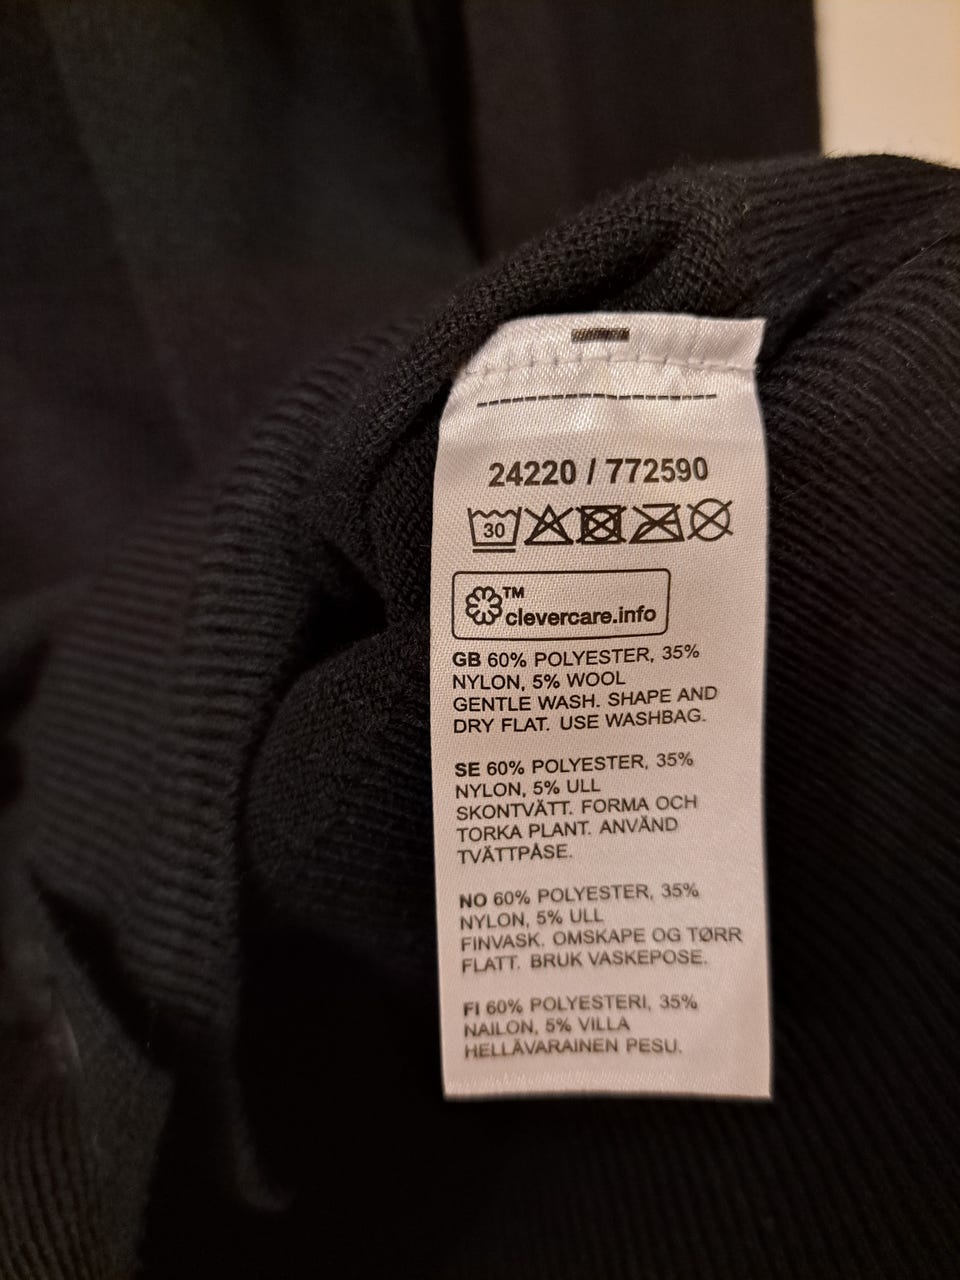 24220 / 772590
30
TM
clevercare.info
GB 60% POLYESTER, 35%
NYLON, 5% WOOL
GENTLE WASH. SHAPE AND
DRY FLAT. USE WASHBAG.
SE 60% POLYESTER, 35%
NYLON, 5% ULL
SKONTVÄTT. FORMA OCH
TORKA PLANT. ANVÄND
TVÄTTPÅSE.
NO 60% POLYESTER, 35%
NYLON, 5% ULL
FINVASK. OMSKAPE OG TØRR
FLATT. BRUK VASKEPOSE.
FI 60% POLYESTERI, 35%
NAILON, 5% VILLA
HELLÄVARAINEN PESU.